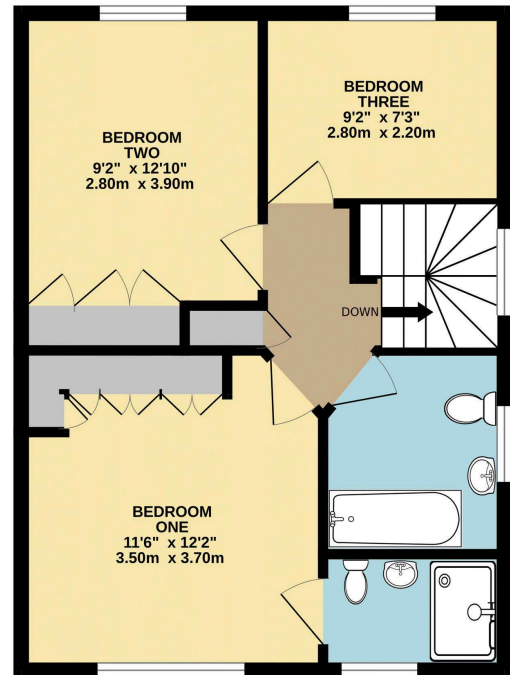 BEDROOM
TWO
9'2" x 12'10"
2.80m x 3.90m
BEDROOM
THREE
9'2" x 7'3"
2.80m x 2.20m
DOWN
BEDROOM
ONE
11'6" x 12'2"
3.50m x 3.70m